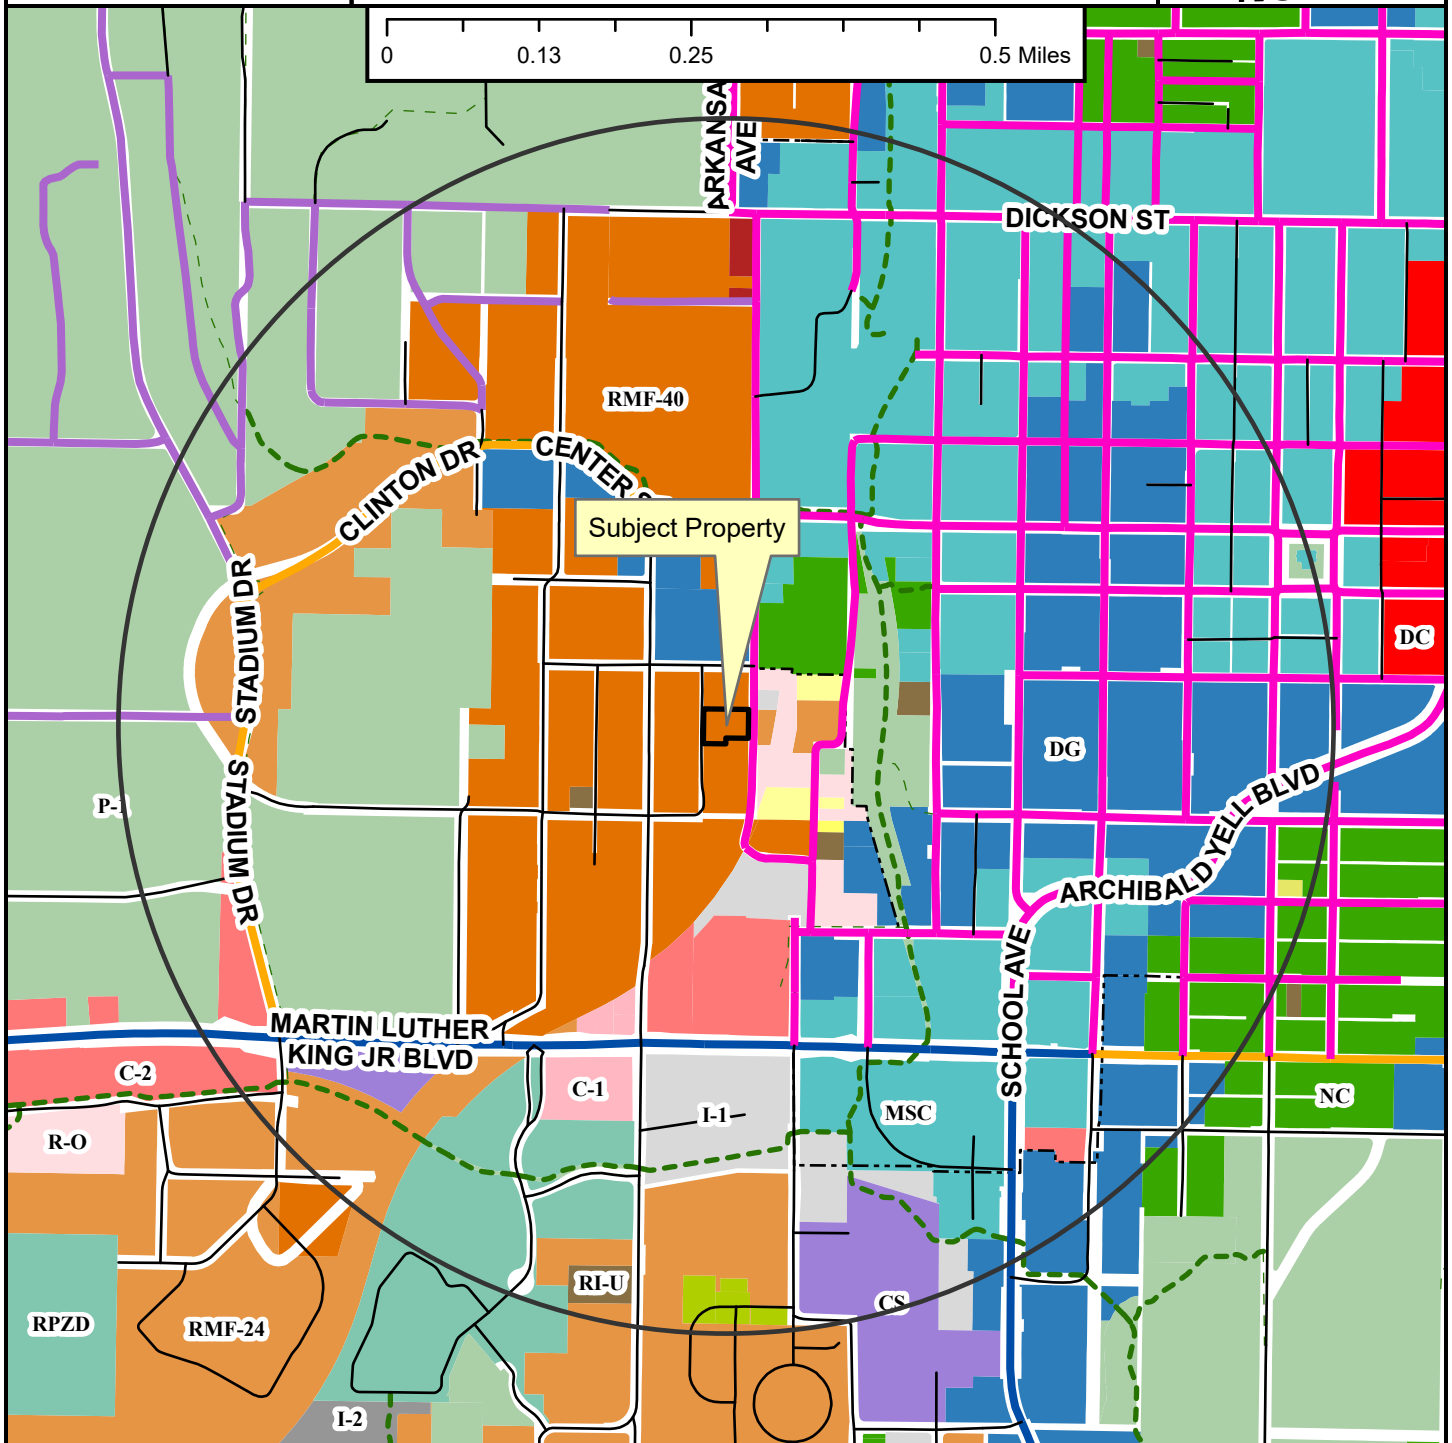 0 0.13 0.25 0.5 Miles
ARKANSA
AVE
DICKSON ST
RMF-40
CLINTON DR
CENTER S
Subject Property
STADIUM DR
DC
DG
P-1
STADIUM DR
ARCHIBALD YELL BLVD
SCHOOL AVE
MARTIN LUTHER
KING JR BLVD
C-2
C-1
I-1
MSC
NC
R-O
RI-U
CS
RPZD
RMF-24
I-2